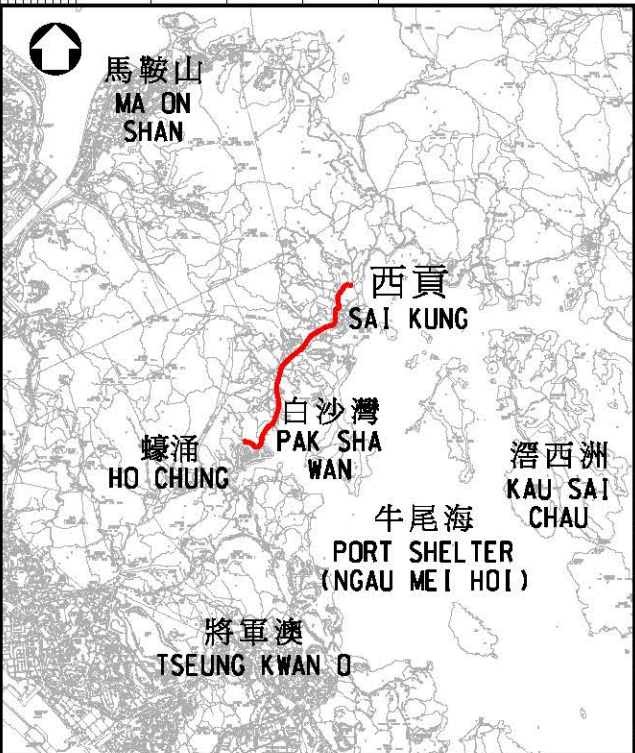 馬鞍山
MA ON
SHAN
西貢
SAI KUNG
白沙灣
PAK SHA
WAN
蠔涌
HO CHUNG
滘西洲
KAU SAI
CHAU
牛尾海
PORT SHELTER
(NGAU MEI HOI)
將軍澳
TSEUNG KWAN O